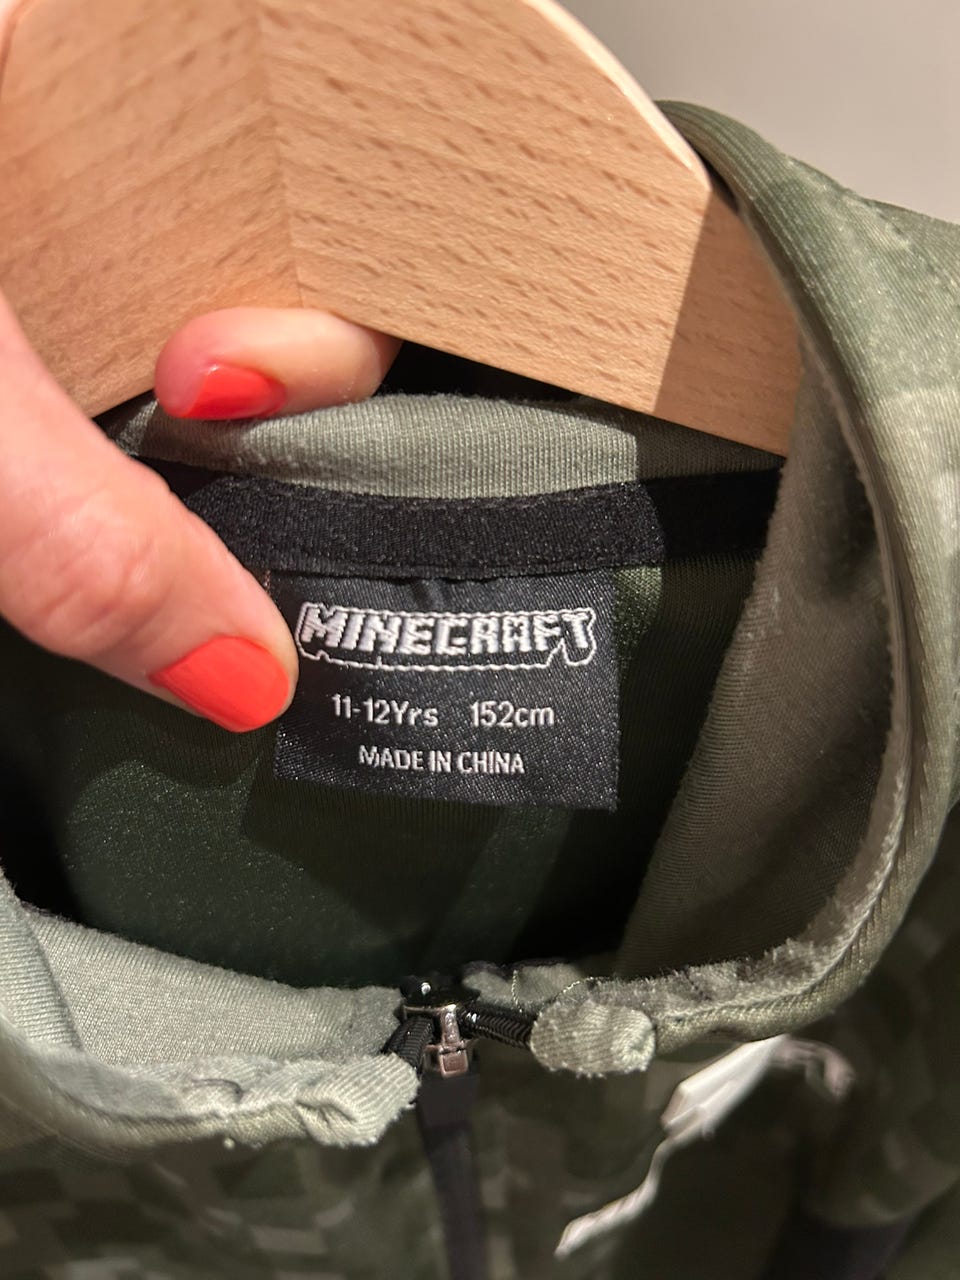 MINECRAFT
11-12Yrs 152cm
MADE IN CHINA